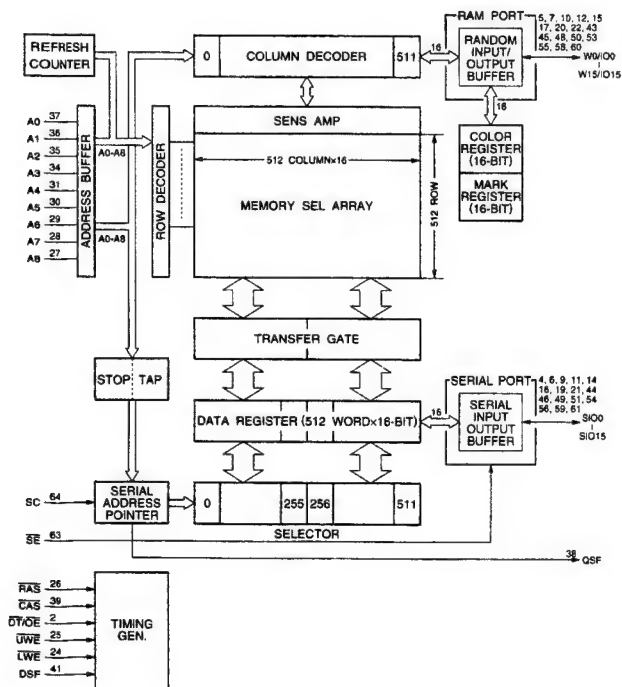 REFRESH
COUNTER
0
COLUMN DECODER
511
16
RAM PORT
RANDOM
INPUT/
OUTPUT
BUFFER
5, 7, 10, 12, 15
17, 20, 22, 43
45, 48, 50, 53
55, 58, 60
W0/IO0
W15/IO15
16
COLOR
REGISTER
(16-BIT)
MARK
REGISTER
(16-BIT)
A0 37
A1 36
A2 35
A3 34
A4 31
A5 30
A6 29
A7 28
A8 27
ADDRESS BUFFER
A0-A8
A0-A8
ROW DECODER
SENS AMP
512 COLUMN×16
MEMORY SEL ARRAY
512 ROW
TRANSFER GATE
STOP TAP
DATA REGISTER (512 WORD×16-BIT)
16
SERIAL PORT
SERIAL
INPUT
OUTPUT
BUFFER
4, 6, 9, 11, 14
16, 19, 21, 44
46, 49, 51, 54
56, 59, 61
SIO0
SIO15
SC 64
SERIAL
ADDRESS
POINTER
0
255
256
511
SELECTOR
SE 63
38 QSF
RAS 26
CAS 39
DT/OE 2
UWE 25
LWE 24
DSF 41
TIMING
GEN.